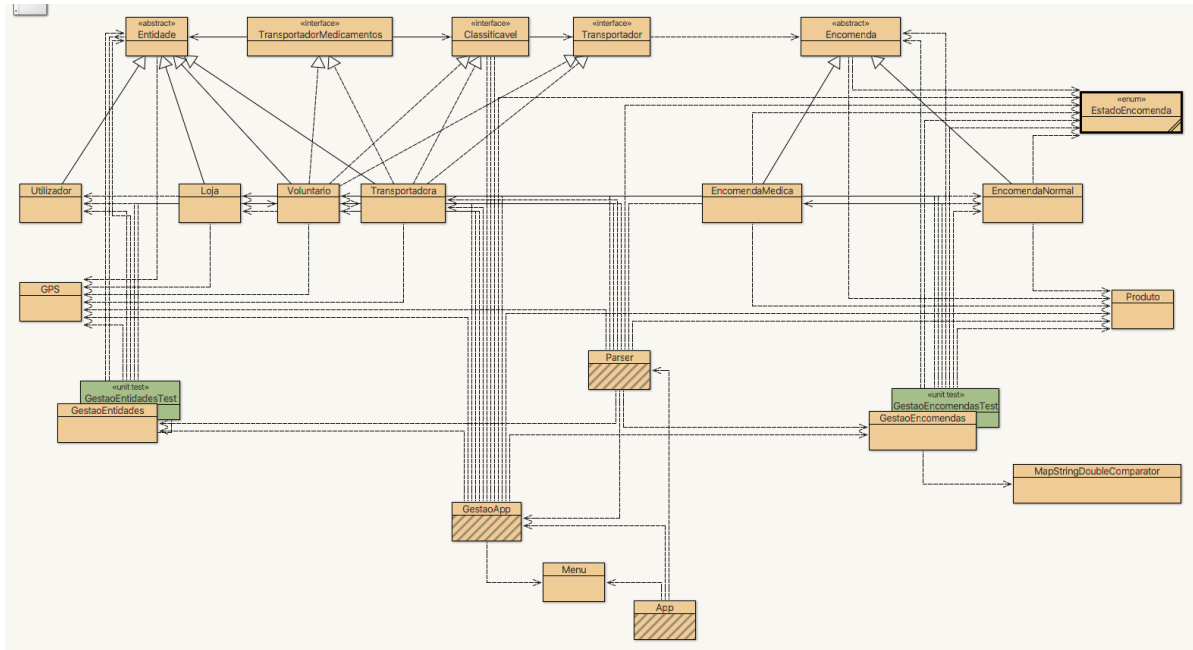 «abstract»
Entidade
«interface»
TransportadorMedicamentos
«interface»
Classificavel
«interface»
Transportador
«abstract»
Encomenda
«enum»
EstadoEncomenda
Utilizador
Loja
Voluntario
Transportadora
EncomendaMedica
EncomendaNormal
GPS
Produto
Parser
«unit test»
GestaoEntidadesTest
GestaoEntidades
«unit test»
GestaoEncomendasTest
GestaoEncomendas
MapStringDoubleComparator
GestaoApp
Menu
App